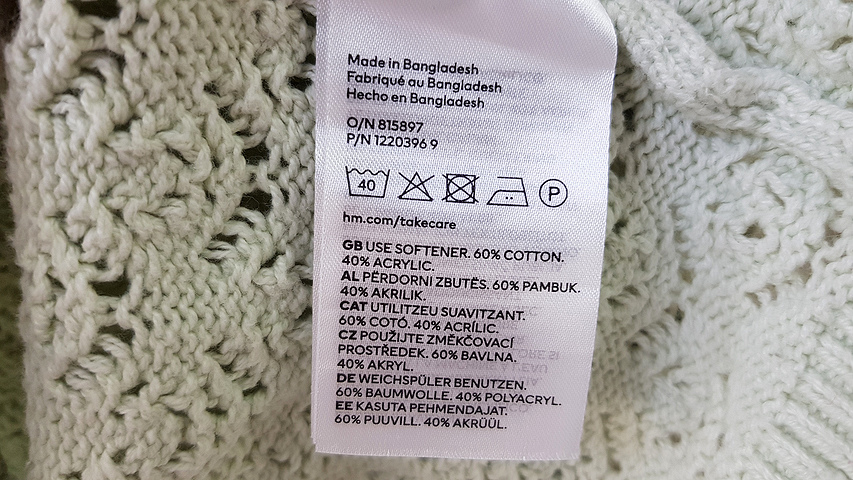 Made in Bangladesh
Fabriqué au Bangladesh
Hecho en Bangladesh
O/N 815897
P/N 1220396 9
40 P
hm.com/takecare
GB USE SOFTENER. 60% COTTON.
40% ACRYLIC.
AL PËRDORNI ZBUTËS. 60% PAMBUK.
40% AKRILIK.
CAT UTILITZEU SUAVITZANT.
60% COTÓ. 40% ACRÍLIC.
CZ POUŽIJTE ZMĚKČOVACÍ
PROSTŘEDEK. 60% BAVLNA.
40% AKRYL.
DE WEICHSPÜLER BENUTZEN.
60% BAUMWOLLE. 40% POLYACRYL.
EE KASUTA PEHMENDAJAT.
60% PUUVILL. 40% AKRÜÜL.